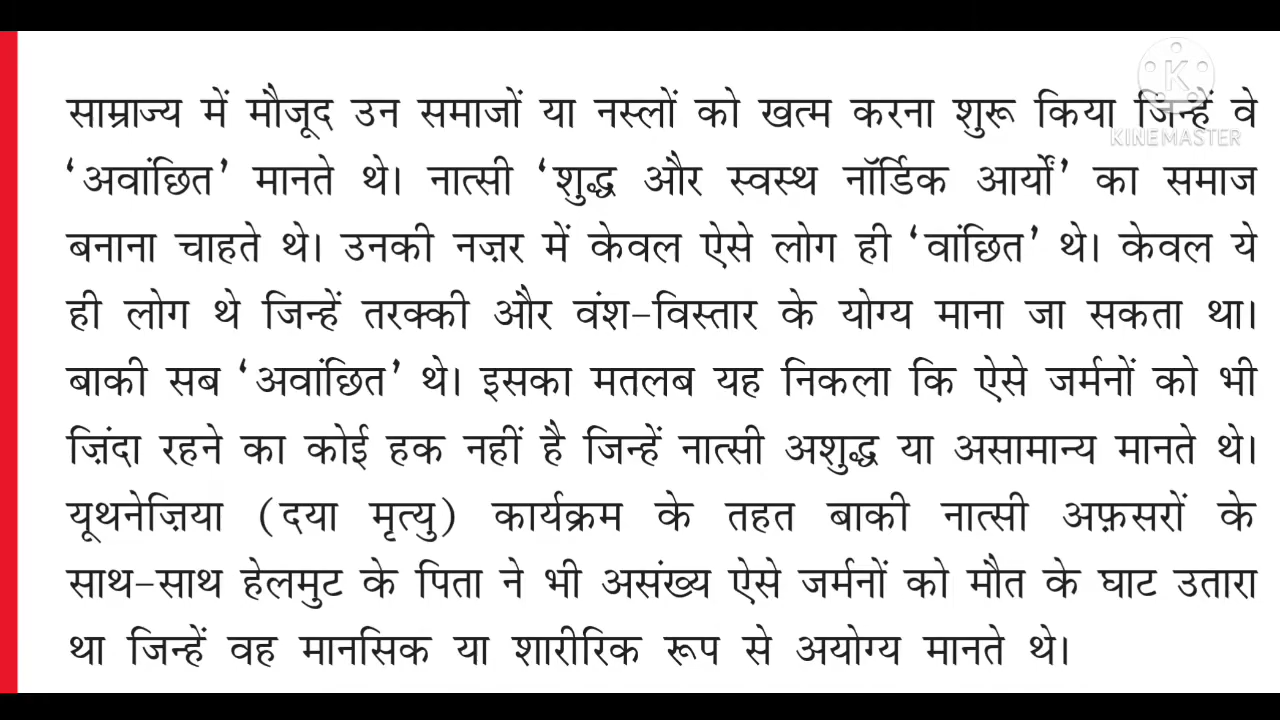 साम्राज्य में मौजूद उन समाजों या नस्लों को खत्म करना शुरू किया जिन्हें वे
‘अवांछित’ मानते थे। नात्सी ‘शुद्ध और स्वस्थ नॉर्डिक आर्यों’ का समाज
बनाना चाहते थे। उनकी नज़र में केवल ऐसे लोग ही ‘वांछित’ थे। केवल ये
ही लोग थे जिन्हें तरक्की और वंश-विस्तार के योग्य माना जा सकता था।
बाकी सब ‘अवांछित’ थे। इसका मतलब यह निकला कि ऐसे जर्मनों को भी
ज़िंदा रहने का कोई हक नहीं है जिन्हें नात्सी अशुद्ध या असामान्य मानते थे।
यूथनेज़िया (दया मृत्यु) कार्यक्रम के तहत बाकी नात्सी अफ़सरों के
साथ-साथ हेलमुट के पिता ने भी असंख्य ऐसे जर्मनों को मौत के घाट उतारा
था जिन्हें वह मानसिक या शारीरिक रूप से अयोग्य मानते थे।
K
KINEMASTER